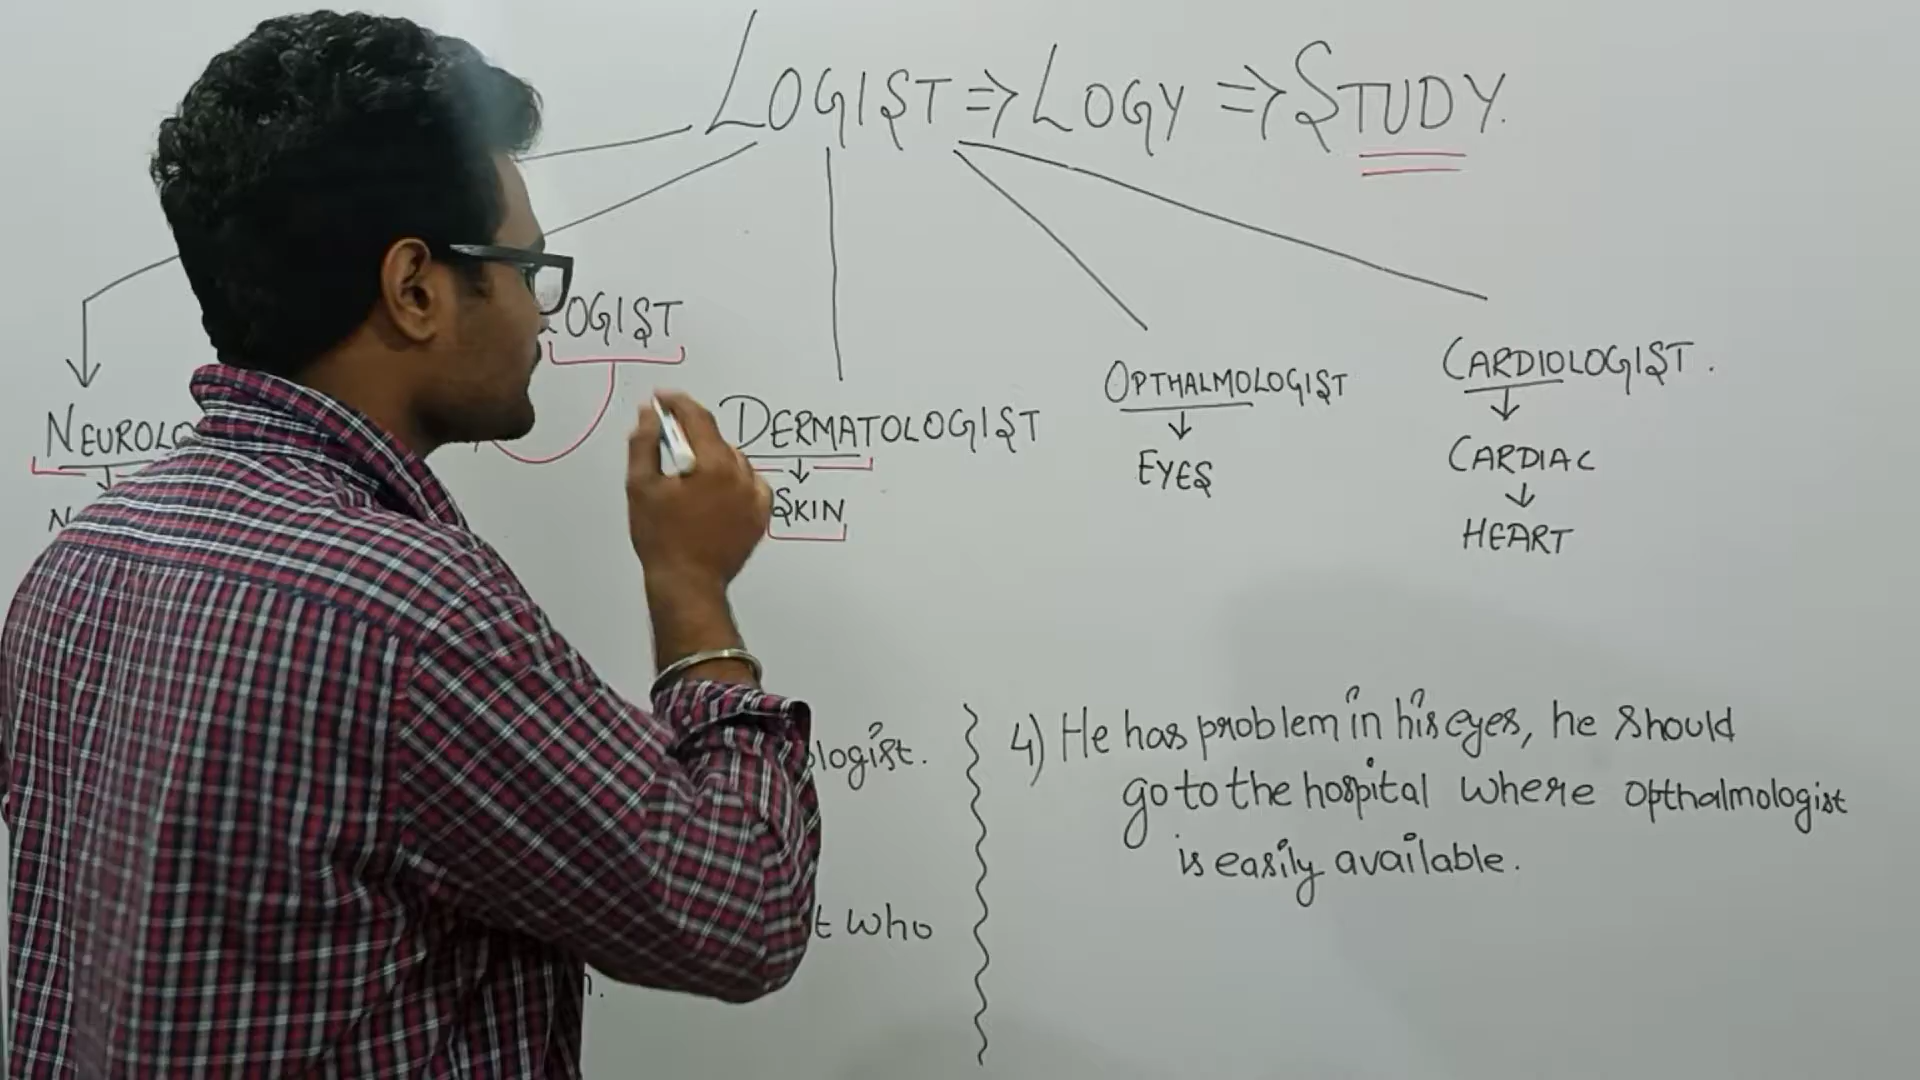 LOGIST => LOGY => STUDY.
OGIST
NEUROLO
DERMATOLOGIST
SKIN
OPTHALMOLOGIST
EYES
CARDIOLOGIST.
CARDIAC
HEART
ologist.
t who
4) He has problem in his eyes, he should
go to the hospital where opthalmologist
is easily available.